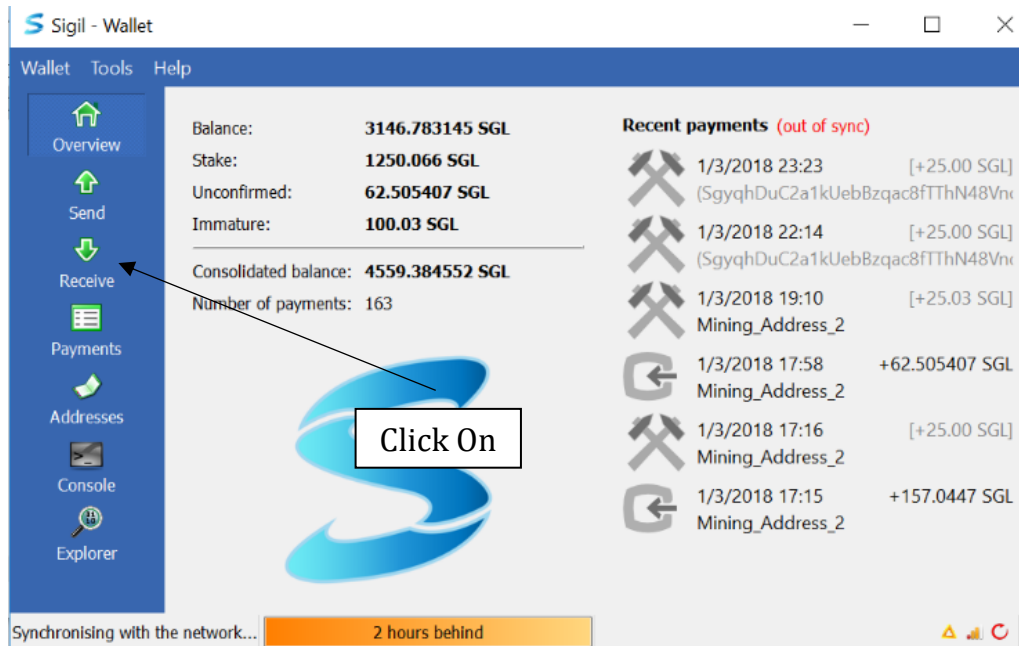 Sigil - Wallet
Wallet Tools Help
Overview
Send
Receive
Payments
Addresses
Console
Explorer
Balance: 3146.783145 SGL
Stake: 1250.066 SGL
Unconfirmed: 62.505407 SGL
Immature: 100.03 SGL
Consolidated balance: 4559.384552 SGL
Number of payments: 163
Click On
Recent payments (out of sync)
1/3/2018 23:23 [+25.00 SGL]
(SgyqhDuC2a1kUebBzqac8fTThN48Vn
1/3/2018 22:14 [+25.00 SGL]
(SgyqhDuC2a1kUebBzqac8fTThN48Vn
1/3/2018 19:10 [+25.03 SGL]
Mining_Address_2
1/3/2018 17:58 +62.505407 SGL
Mining_Address_2
1/3/2018 17:16 [+25.00 SGL]
Mining_Address_2
1/3/2018 17:15 +157.0447 SGL
Mining_Address_2
Synchronising with the network... 2 hours behind